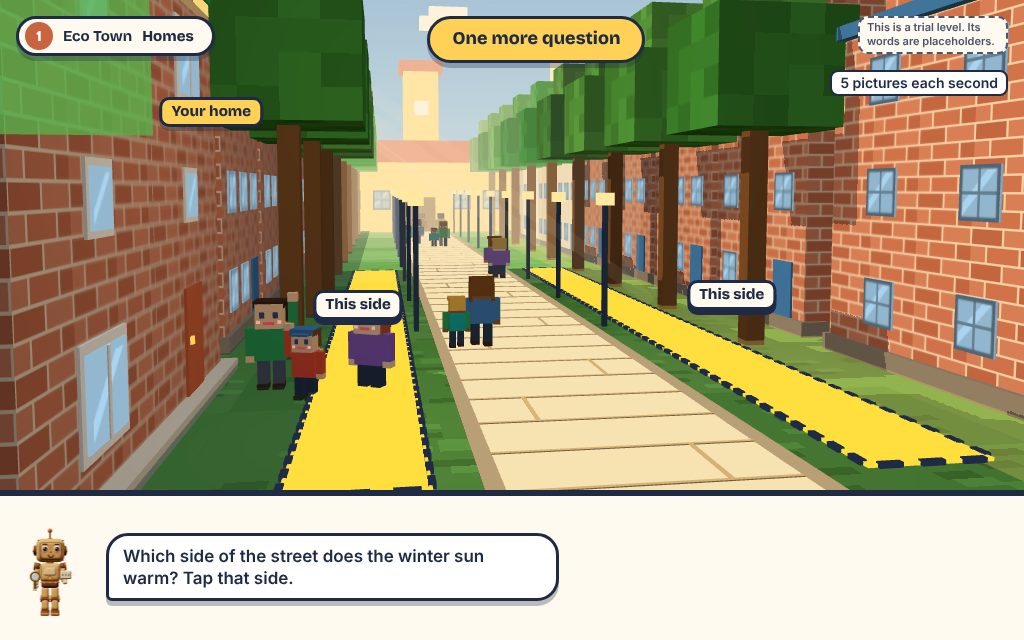 1 Eco Town Homes
One more question
This is a trial level. Its
words are placeholders.
5 pictures each second
Your home
This side
This side
Which side of the street does the winter sun
warm? Tap that side.